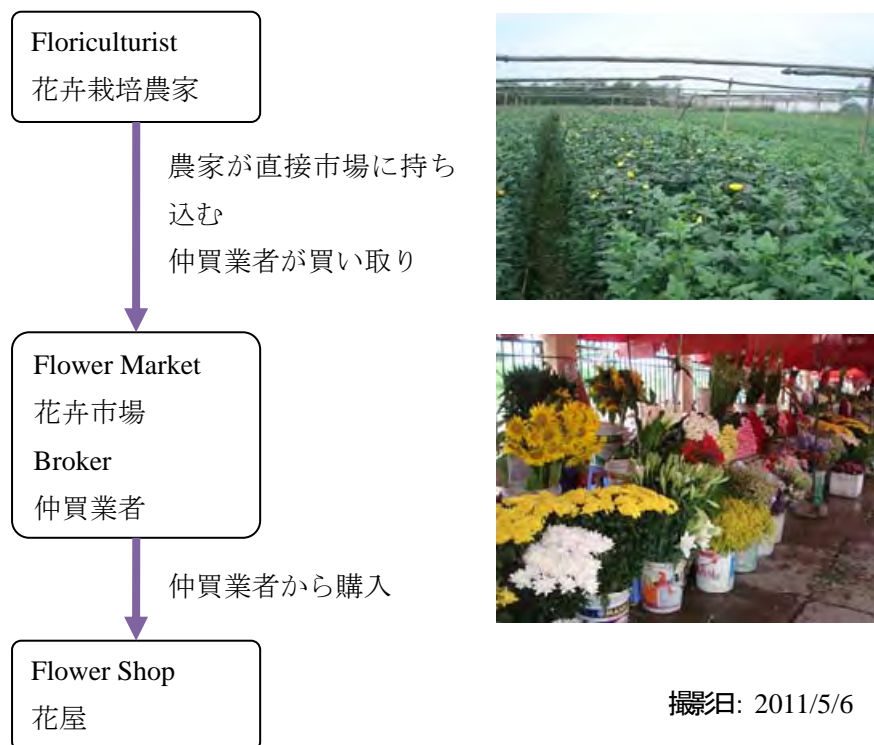 Floriculturist
花卉栽培農家
農家が直接市場に持ち
込む
仲買業者が買い取り
Flower Market
花卉市場
Broker
仲買業者
仲買業者から購入
Flower Shop
花屋
撮影日: 2011/5/6